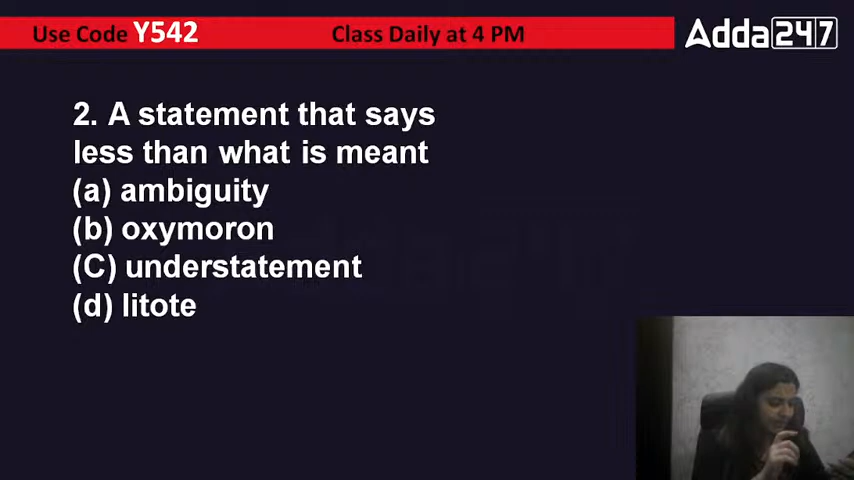 Use Code Y542 Class Daily at 4 PM Adda247
2. A statement that says
less than what is meant
(a) ambiguity
(b) oxymoron
(C) understatement
(d) litote